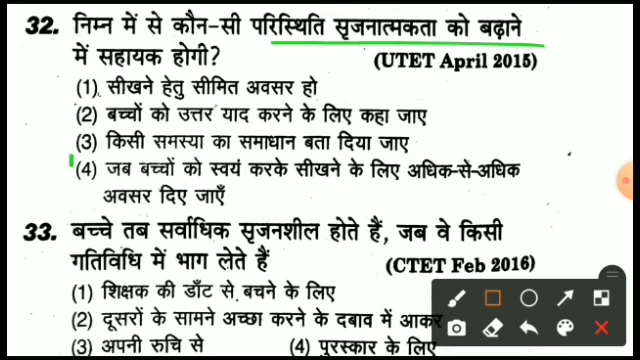 32. निम्न में से कौन-सी परिस्थिति सृजनात्मकता को बढ़ाने
में सहायक होगी? (UTET April 2015)
(1) सीखने हेतु सीमित अवसर हो
(2) बच्चों को उत्तर याद करने के लिए कहा जाए
(3) किसी समस्या का समाधान बता दिया जाए
(4) जब बच्चों को स्वयं करके सीखने के लिए अधिक-से-अधिक
अवसर दिए जाएँ
33. बच्चे तब सर्वाधिक सृजनशील होते हैं, जब वे किसी
गतिविधि में भाग लेते हैं (CTET Feb 2016)
(1) शिक्षक की डाँट से बचने के लिए
(2) दूसरों के सामने अच्छा करने के दबाव में आकर
(3) अपनी रुचि से (4) पुरस्कार के लिए